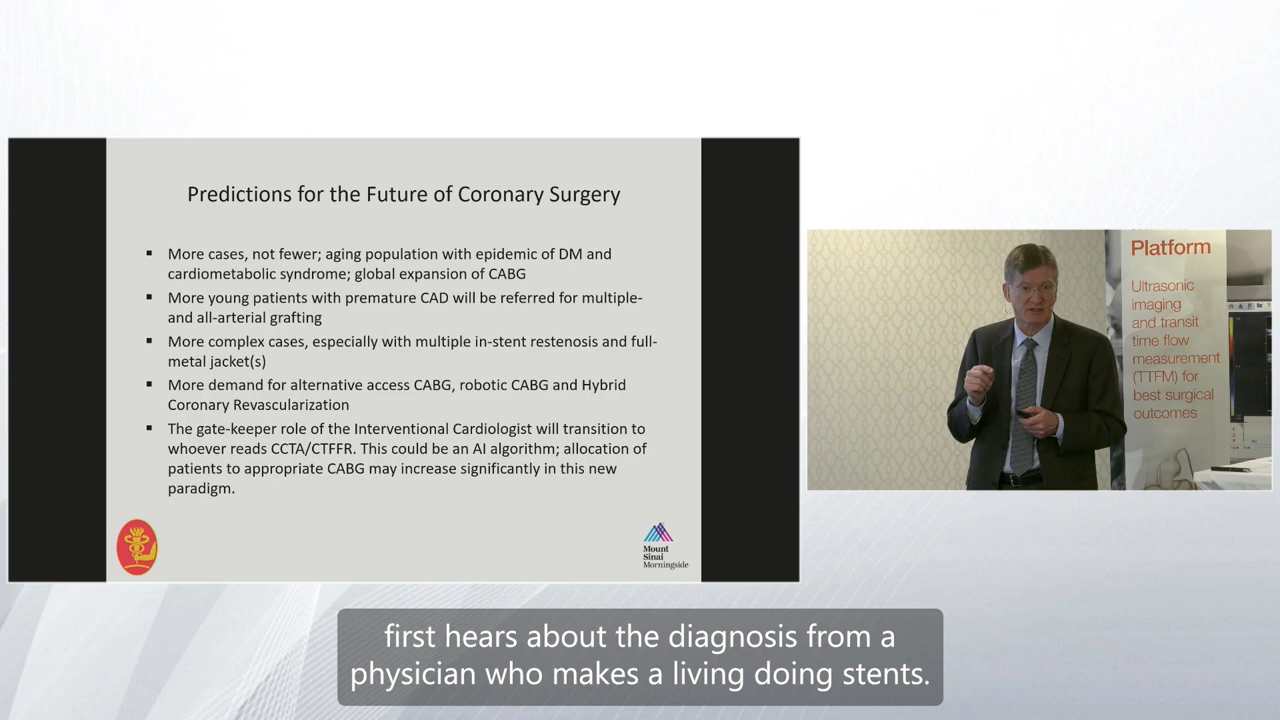 Predictions for the Future of Coronary Surgery
▪ More cases, not fewer; aging population with epidemic of DM and
cardiometabolic syndrome; global expansion of CABG
▪ More young patients with premature CAD will be referred for multiple-
and all-arterial grafting
▪ More complex cases, especially with multiple in-stent restenosis and full-
metal jacket(s)
▪ More demand for alternative access CABG, robotic CABG and Hybrid
Coronary Revascularization
▪ The gate-keeper role of the Interventional Cardiologist will transition to
whoever reads CCTA/CTFFR. This could be an AI algorithm; allocation of
patients to appropriate CABG may increase significantly in this new
paradigm.
Mount
Sinai
Morningside
Platform
Ultrasonic
imaging
and transit
time flow
measurement
(TTFM) for
best surgical
outcomes
first hears about the diagnosis from a
physician who makes a living doing stents.